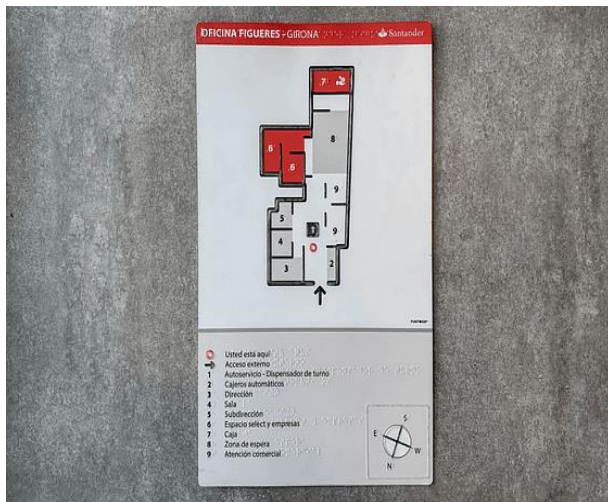 OFICINA FIGUERES - GIRONA Santander
7
8
6
6
9
5
1
9
4
3
2
Usted está aquí
Acceso externo
1 Autoservicio - Dispensador de turno
2 Cajeros automáticos
3 Dirección
4 Sala
5 Subdirección
6 Espacio select y empresas
7 Caja
8 Zona de espera
9 Atención comercial
S
E
W
N